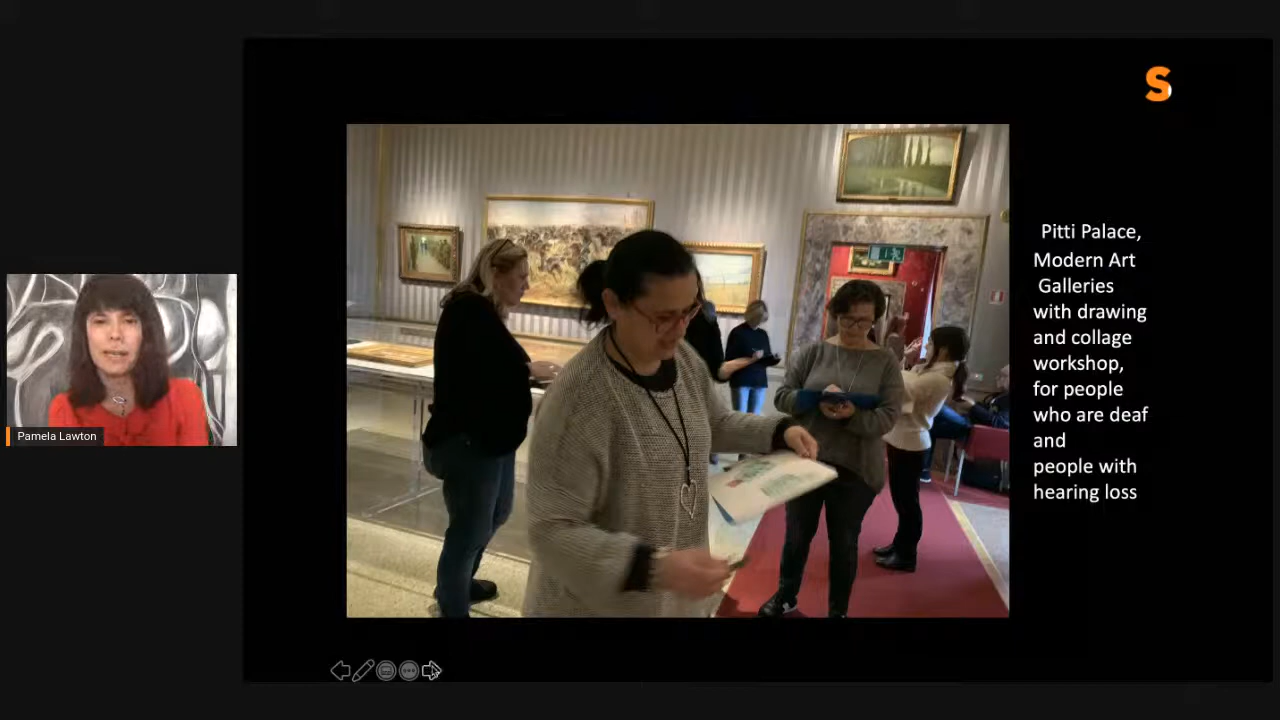 S
Pitti Palace,
Modern Art
Galleries
with drawing
and collage
workshop,
for people
who are deaf
and
people with
hearing loss
Pamela Lawton